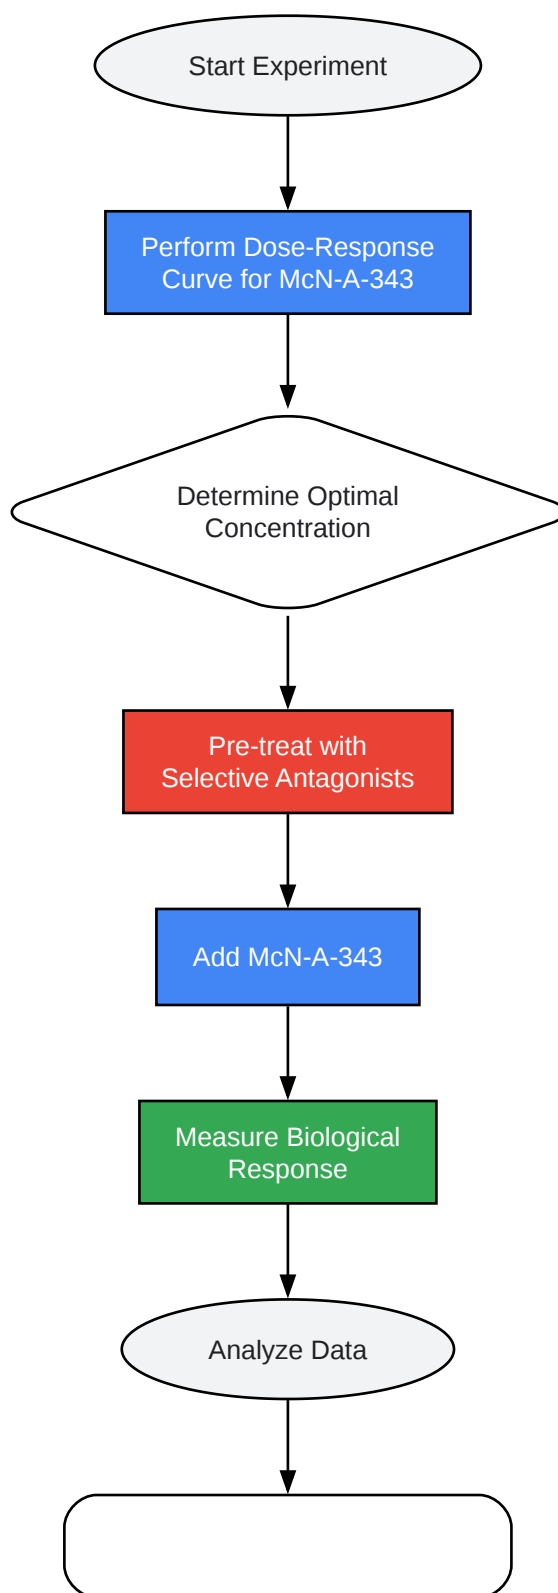 Start Experiment
Perform Dose-Response
Curve for McN-A-343
Determine Optimal
Concentration
Pre-treat with
Selective Antagonists
Add McN-A-343
Measure Biological
Response
Analyze Data